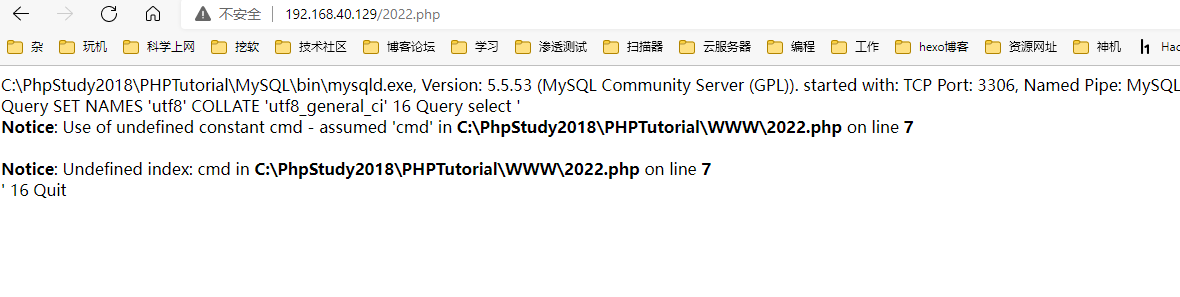 不安全 192.168.40.129/2022.php
杂 玩机 科学上网 挖软 技术社区 博客论坛 学习 渗透测试 扫描器 云服务器 编程 工作 hexo博客 资源网址 神机 Hac
C:\PhpStudy2018\PHPTutorial\MySQL\bin\mysqld.exe, Version: 5.5.53 (MySQL Community Server (GPL)). started with: TCP Port: 3306, Named Pipe: MySQL
Query SET NAMES 'utf8' COLLATE 'utf8_general_ci' 16 Query select '
Notice: Use of undefined constant cmd - assumed 'cmd' in C:\PhpStudy2018\PHPTutorial\WWW\2022.php on line 7
Notice: Undefined index: cmd in C:\PhpStudy2018\PHPTutorial\WWW\2022.php on line 7
' 16 Quit